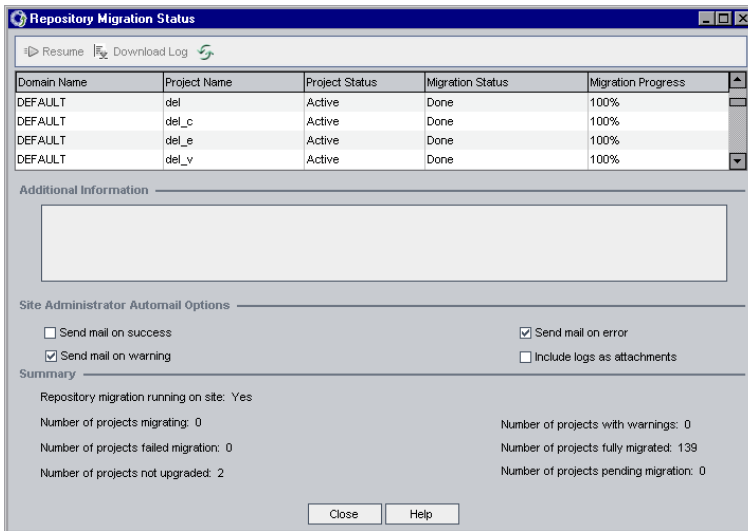 Repository Migration Status
Resume Download Log
Domain Name Project Name Project Status Migration Status Migration Progress
DEFAULT del Active Done 100%
DEFAULT del_c Active Done 100%
DEFAULT del_e Active Done 100%
DEFAULT del_v Active Done 100%
Additional Information
Site Administrator Automail Options
Send mail on success Send mail on error
Send mail on warning Include logs as attachments
Summary
Repository migration running on site: Yes
Number of projects migrating: 0 Number of projects with warnings: 0
Number of projects failed migration: 0 Number of projects fully migrated: 139
Number of projects not upgraded: 2 Number of projects pending migration: 0
Close Help